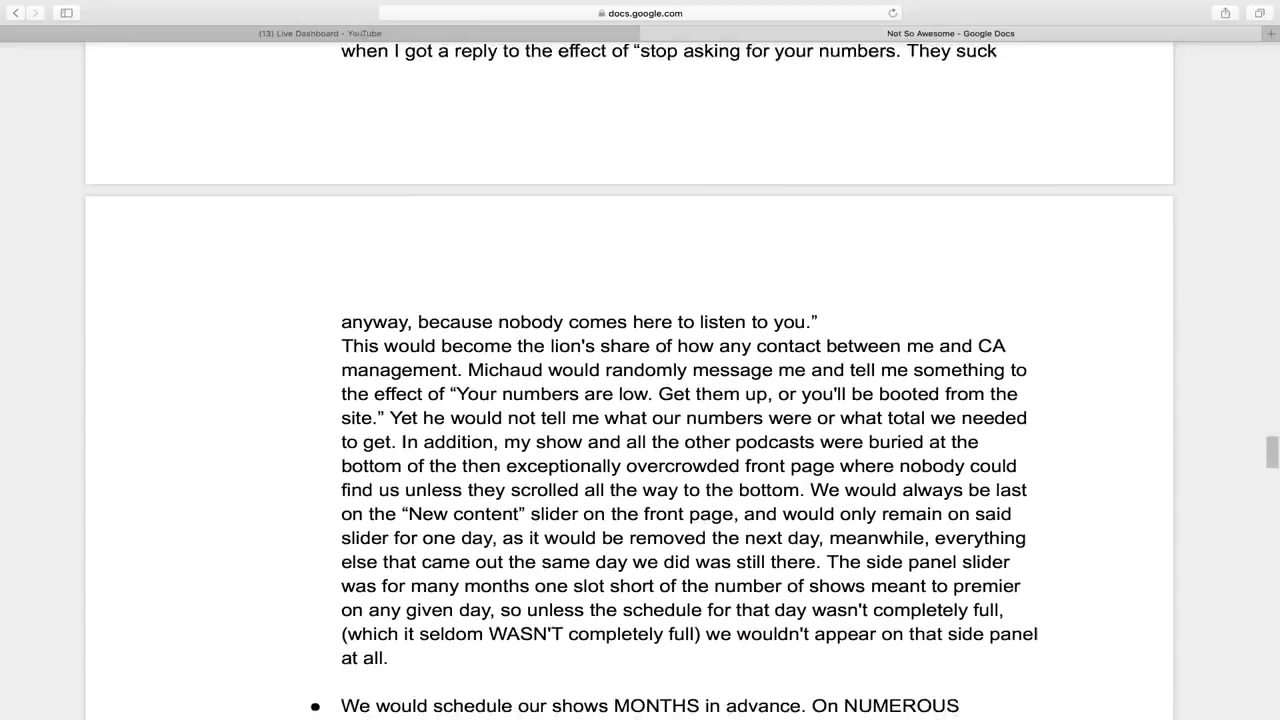 docs.google.com
(13) Live Dashboard - YouTube
Not So Awesome - Google Docs
when I got a reply to the effect of “stop asking for your numbers. They suck
anyway, because nobody comes here to listen to you.”
This would become the lion's share of how any contact between me and CA
management. Michaud would randomly message me and tell me something to
the effect of “Your numbers are low. Get them up, or you'll be booted from the
site.” Yet he would not tell me what our numbers were or what total we needed
to get. In addition, my show and all the other podcasts were buried at the
bottom of the then exceptionally overcrowded front page where nobody could
find us unless they scrolled all the way to the bottom. We would always be last
on the “New content” slider on the front page, and would only remain on said
slider for one day, as it would be removed the next day, meanwhile, everything
else that came out the same day we did was still there. The side panel slider
was for many months one slot short of the number of shows meant to premier
on any given day, so unless the schedule for that day wasn't completely full,
(which it seldom WASN'T completely full) we wouldn't appear on that side panel
at all.
● We would schedule our shows MONTHS in advance. On NUMEROUS